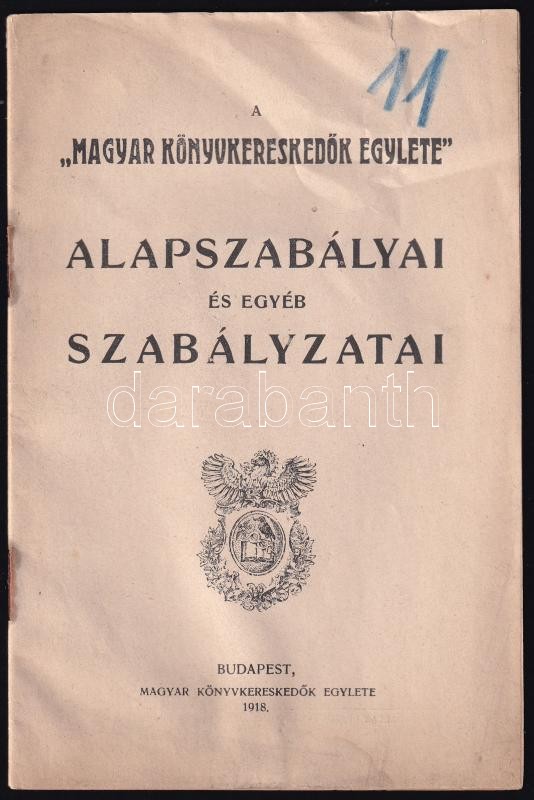 11
A
„MAGYAR KÖNYVKERESKEDŐK EGYLETE”
ALAPSZABÁLYAI
ÉS EGYÉB
SZABÁLYZATAI
darabanth
BUDAPEST,
MAGYAR KÖNYVKERESKEDŐK EGYLETE
1918.